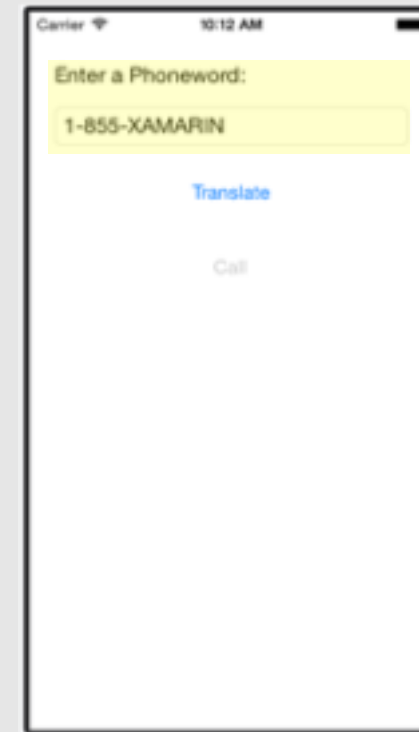 Carrier 10:12 AM
Enter a Phoneword:
1-855-XAMARIN
Translate
Call